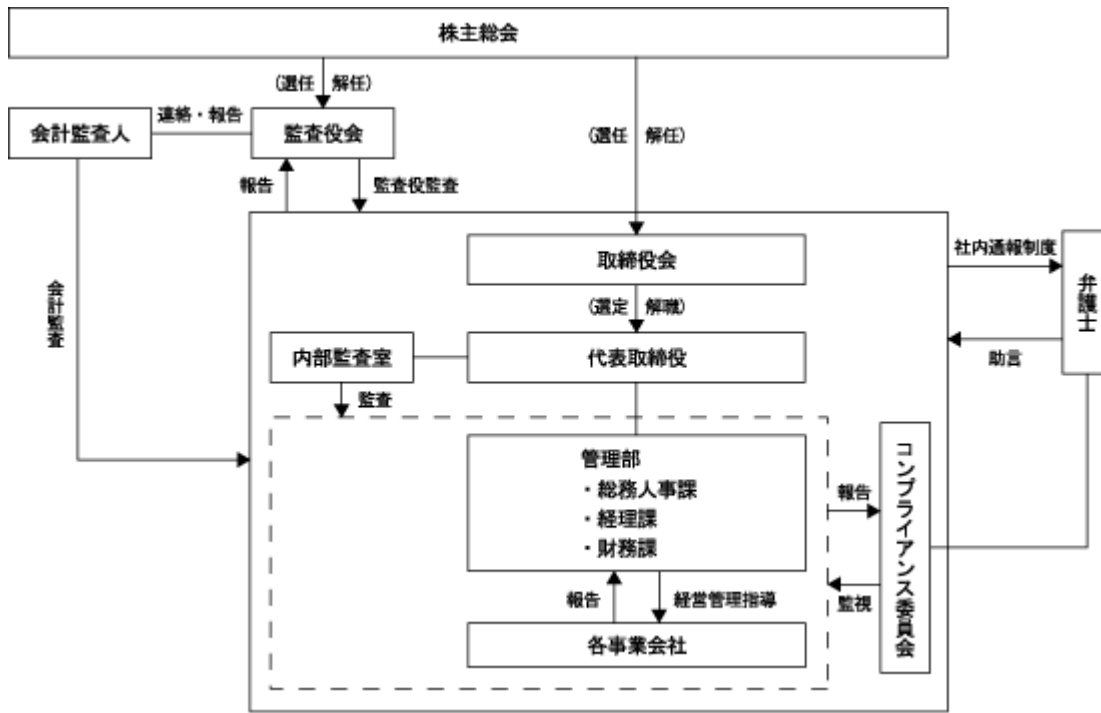 株主総会
(選任 解任)
会計監査人
連絡・報告
監査役会
(選任 解任)
報告
監査役監査
取締役会
社内通報制度
弁護士
(選定 解職)
会計監査
内部監査室
代表取締役
助言
監査
管理部
・総務人事課
・経理課
・財務課
報告
コンプライアンス委員会
報告
経営管理指導
監視
各事業会社